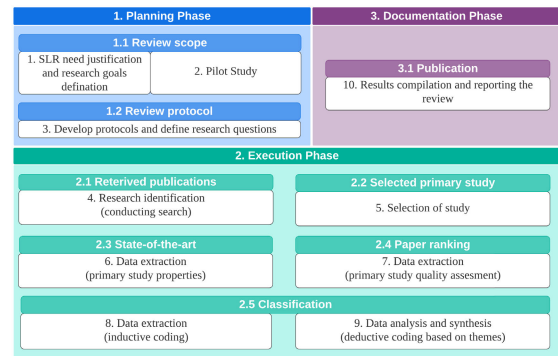 1. Planning Phase
1.1 Review scope
1. SLR need justification
and research goals
defination
2. Pilot Study
1.2 Review protocol
3. Develop protocols and define research questions
3. Documentation Phase
3.1 Publication
10. Results compilation and reporting the
review
2. Execution Phase
2.1 Reterived publications
4. Research identification
(conducting search)
2.2 Selected primary study
5. Selection of study
2.3 State-of-the-art
6. Data extraction
(primary study properties)
2.4 Paper ranking
7. Data extraction
(primary study quality assesment)
2.5 Classification
8. Data extraction
(inductive coding)
9. Data analysis and synthesis
(deductive coding based on themes)